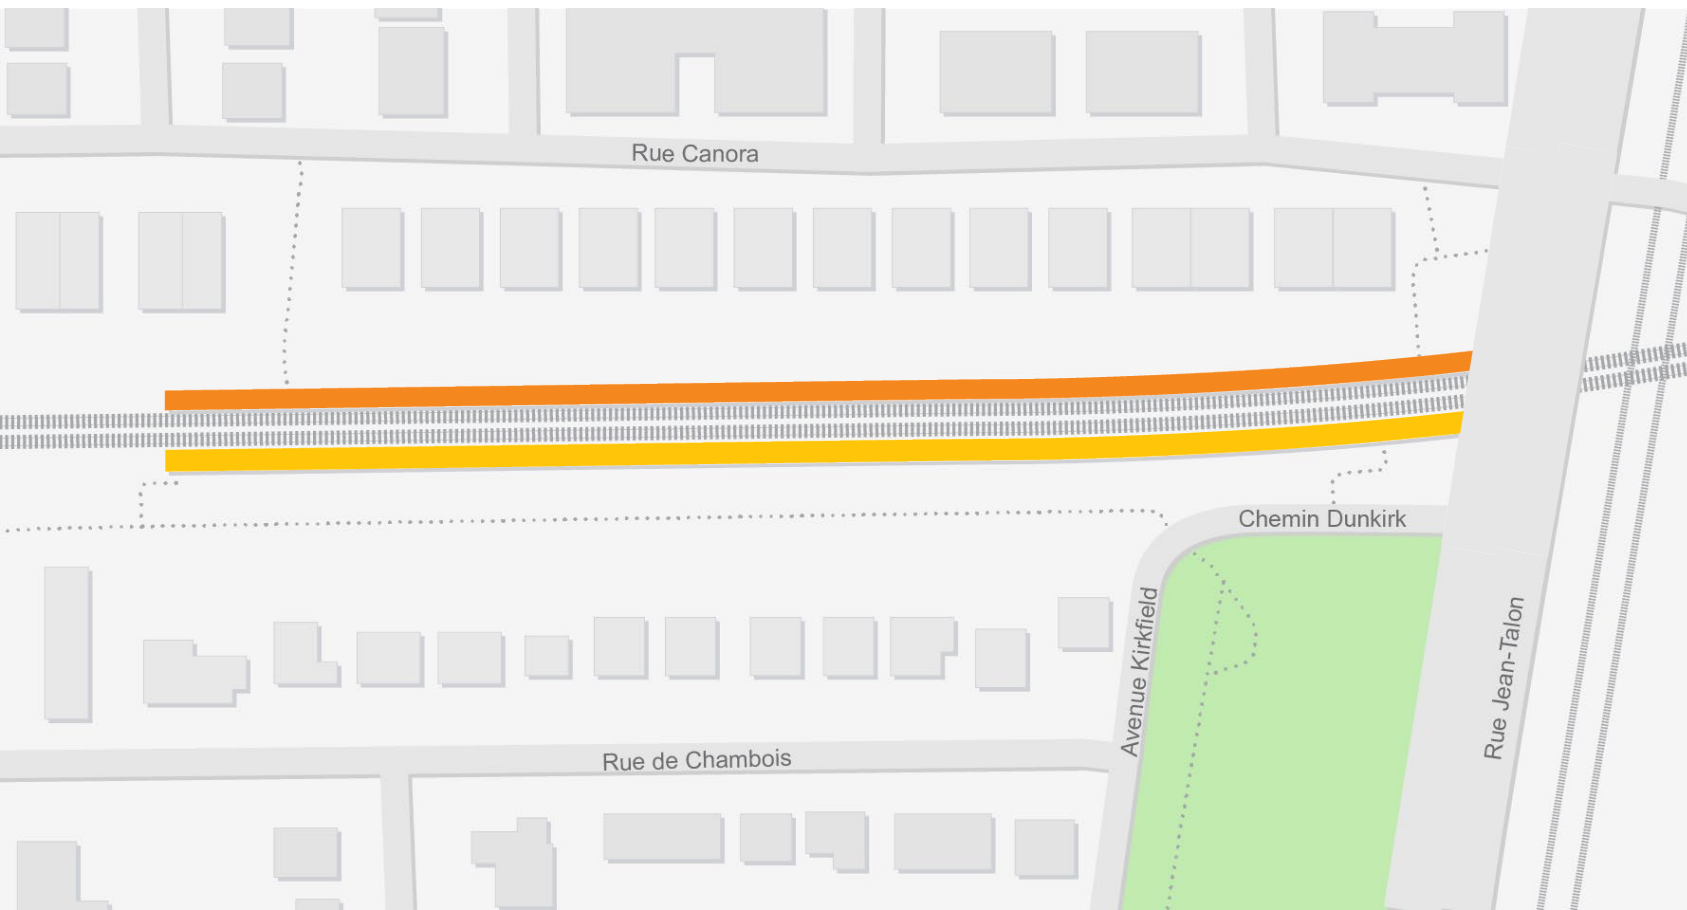 Rue Canora
Chemin Dunkirk
Avenue Kirkfield
Rue Jean-Talon
Rue de Chambois